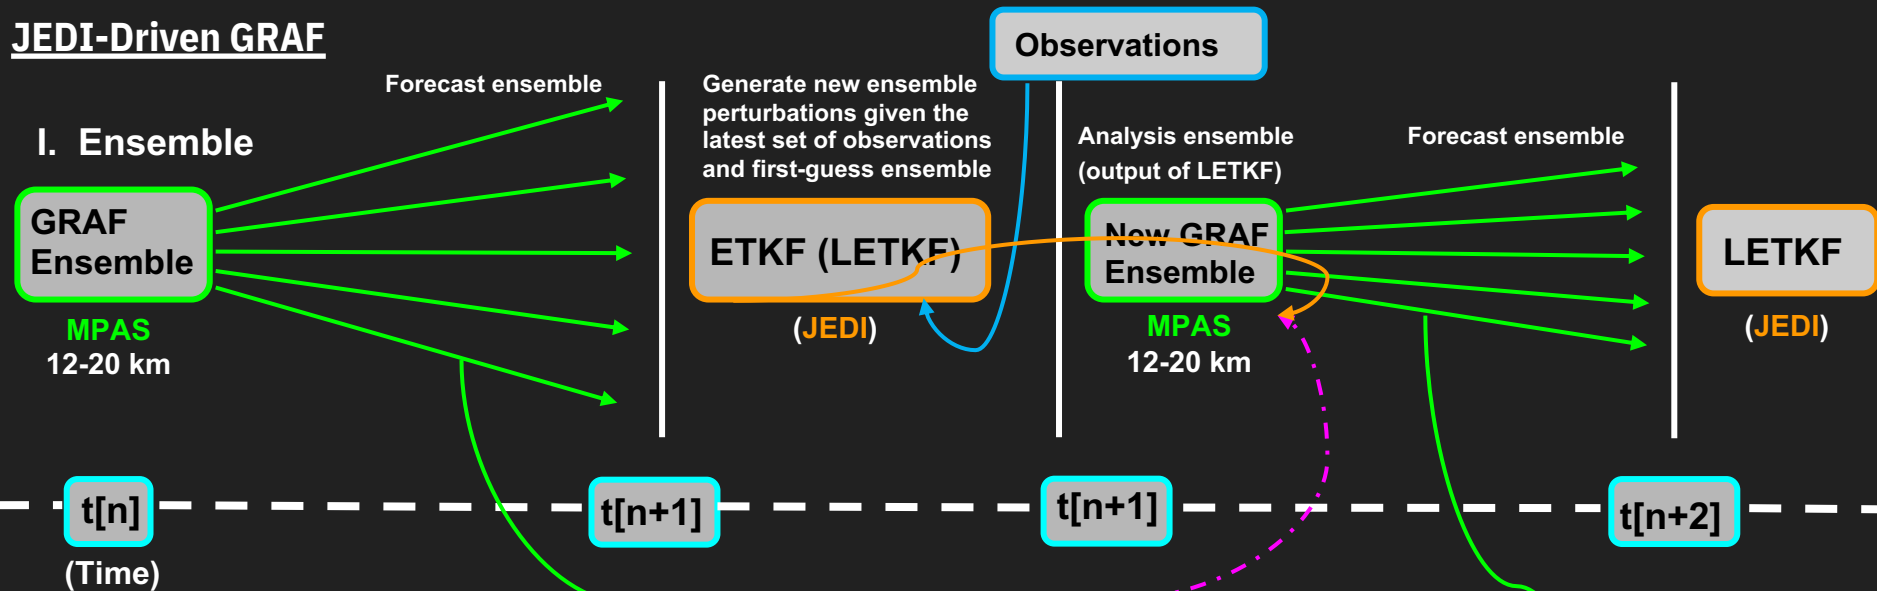 JEDI-Driven GRAF
Observations
Forecast ensemble
Generate new ensemble
perturbations given the
latest set of observations
and first-guess ensemble
I. Ensemble
Analysis ensemble
(output of LETKF)
Forecast ensemble
GRAF
Ensemble
ETKF (LETKF)
New GRAF
Ensemble
LETKF
MPAS
12-20 km
(JEDI)
MPAS
12-20 km
(JEDI)
t[n]
t[n+1]
t[n+1]
t[n+2]
(Time)